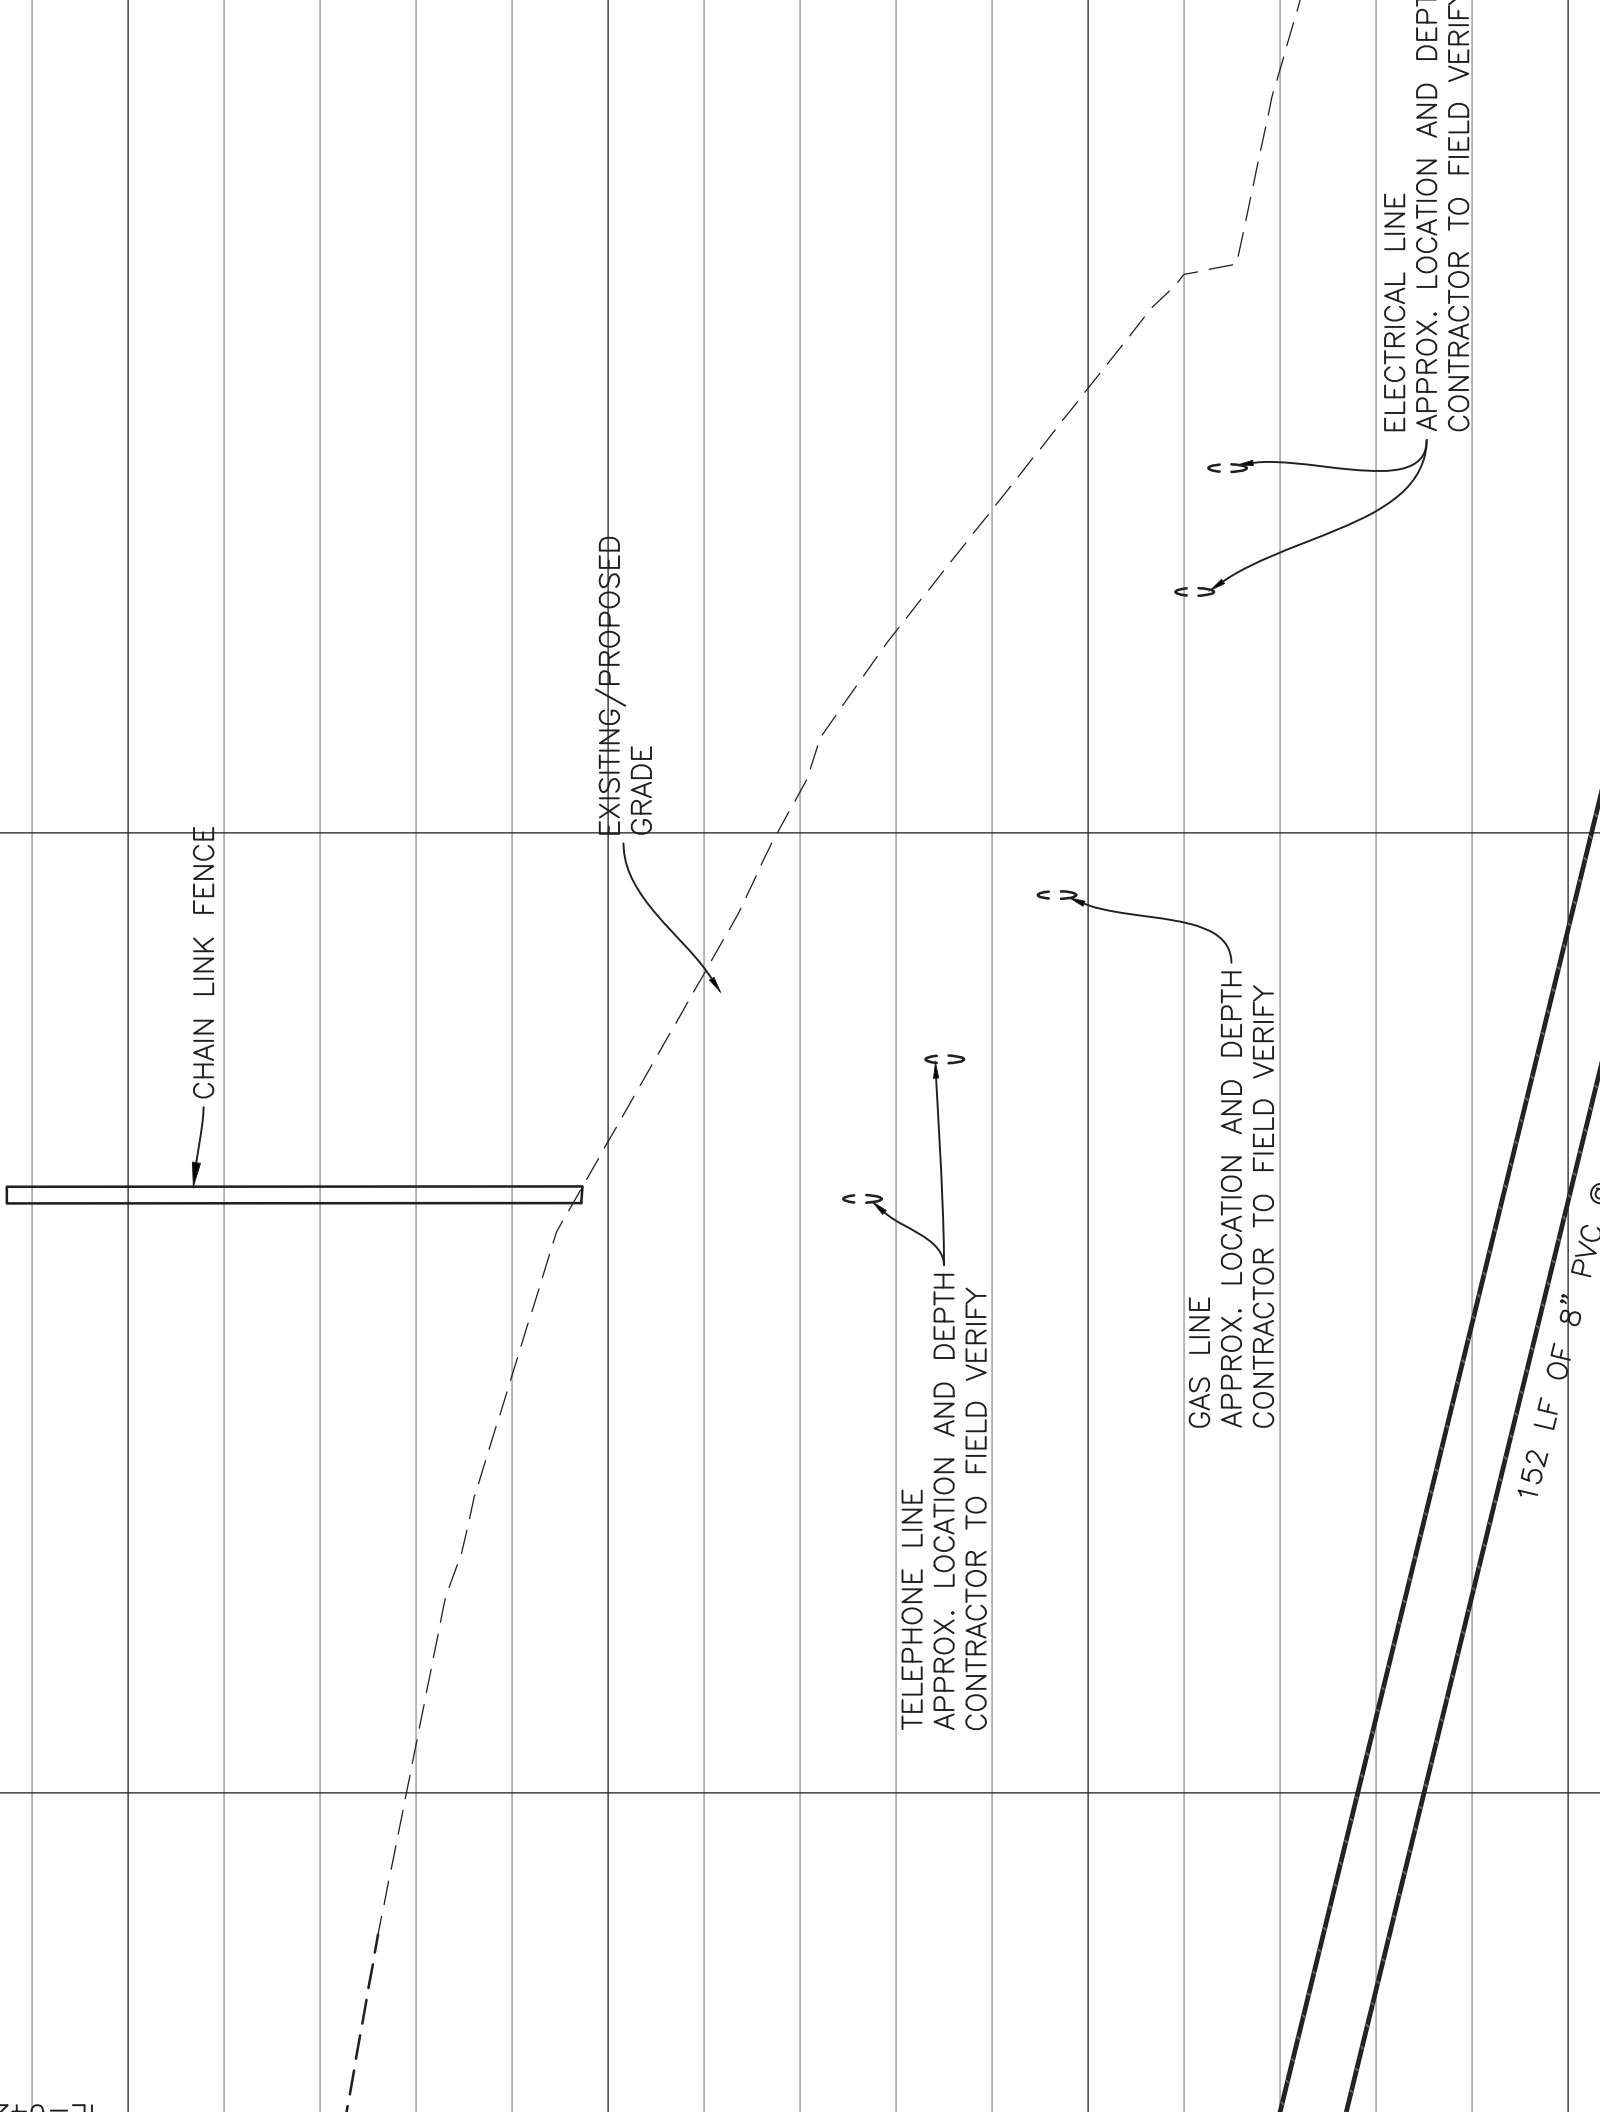 CHAIN LINK FENCE
EXISITING/PROPOSED
GRADE
TELEPHONE LINE
APPROX. LOCATION AND DEPTH
CONTRACTOR TO FIELD VERIFY
GAS LINE
APPROX. LOCATION AND DEPTH
CONTRACTOR TO FIELD VERIFY
ELECTRICAL LINE
APPROX. LOCATION AND DEPT
CONTRACTOR TO FIELD VERIFY
152 LF OF 8" PVC @